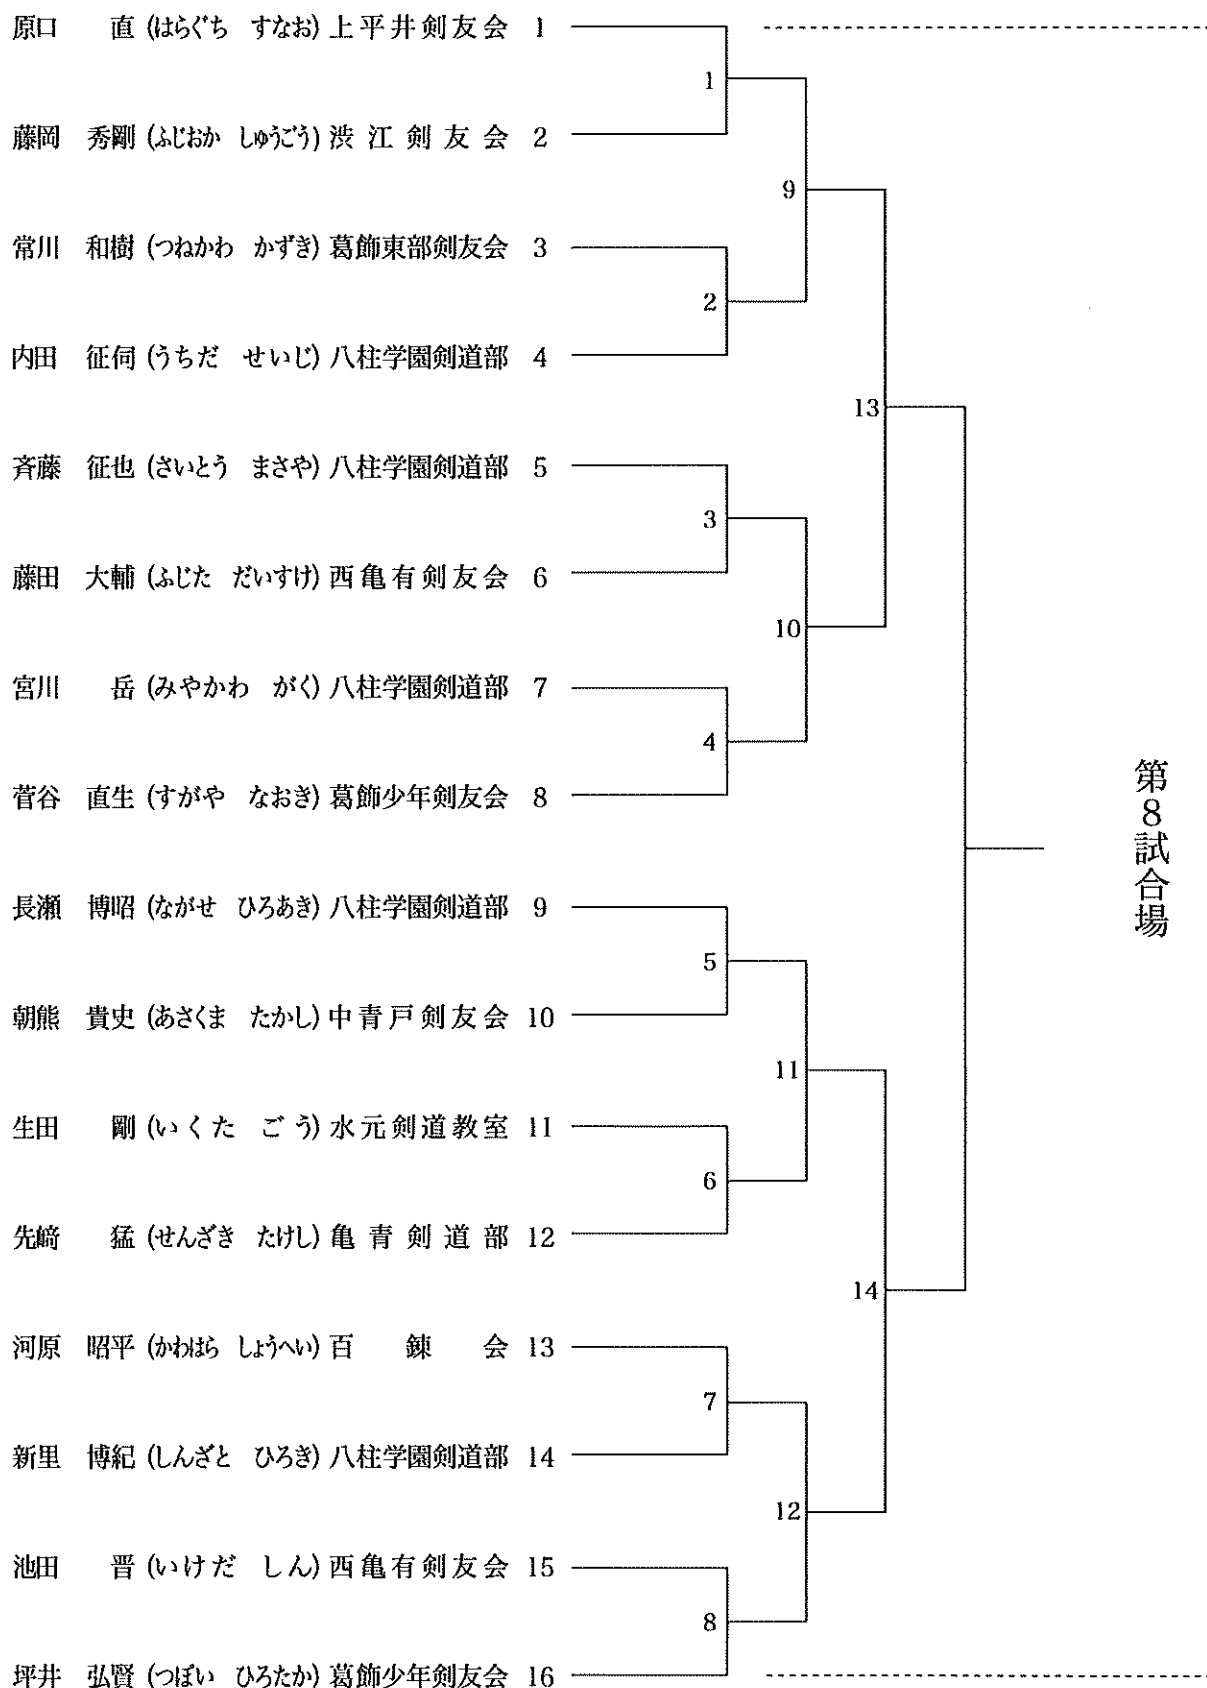 原口 直 (はらぐち すなお) 上平井剣友会 1
1
藤岡 秀剛 (ふじおか しゅうごう) 渋江剣友会 2
9
常川 和樹 (つねかわ かずき) 葛飾東部剣友会 3
2
内田 征伺 (うちだ せいじ) 八柱学園剣道部 4
13
斉藤 征也 (さいとう まさや) 八柱学園剣道部 5
3
藤田 大輔 (ふじた だいすけ) 西亀有剣友会 6
10
宮川 岳 (みやかわ がく) 八柱学園剣道部 7
4
菅谷 直生 (すがや なおき) 葛飾少年剣友会 8
第8試合場
長瀬 博昭 (ながせ ひろあき) 八柱学園剣道部 9
5
朝熊 貴史 (あさくま たかし) 中青戸剣友会 10
11
生田 剛 (いくた ごう) 水元剣道教室 11
6
先﨑 猛 (せんざき たけし) 亀青剣道部 12
14
河原 昭平 (かわはら しょうへい) 百錬会 13
7
新里 博紀 (しんざと ひろき) 八柱学園剣道部 14
12
池田 晋 (いけだ しん) 西亀有剣友会 15
8
坪井 弘賢 (つぼい ひろたか) 葛飾少年剣友会 16